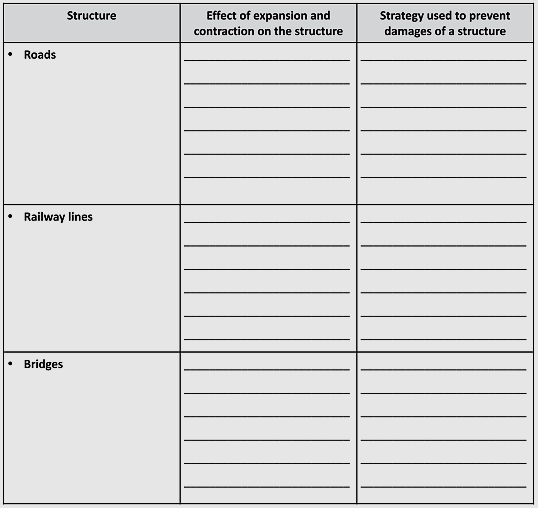 Structure
Effect of expansion and
contraction on the structure
Strategy used to prevent
damages of a structure
• Roads
• Railway lines
• Bridges